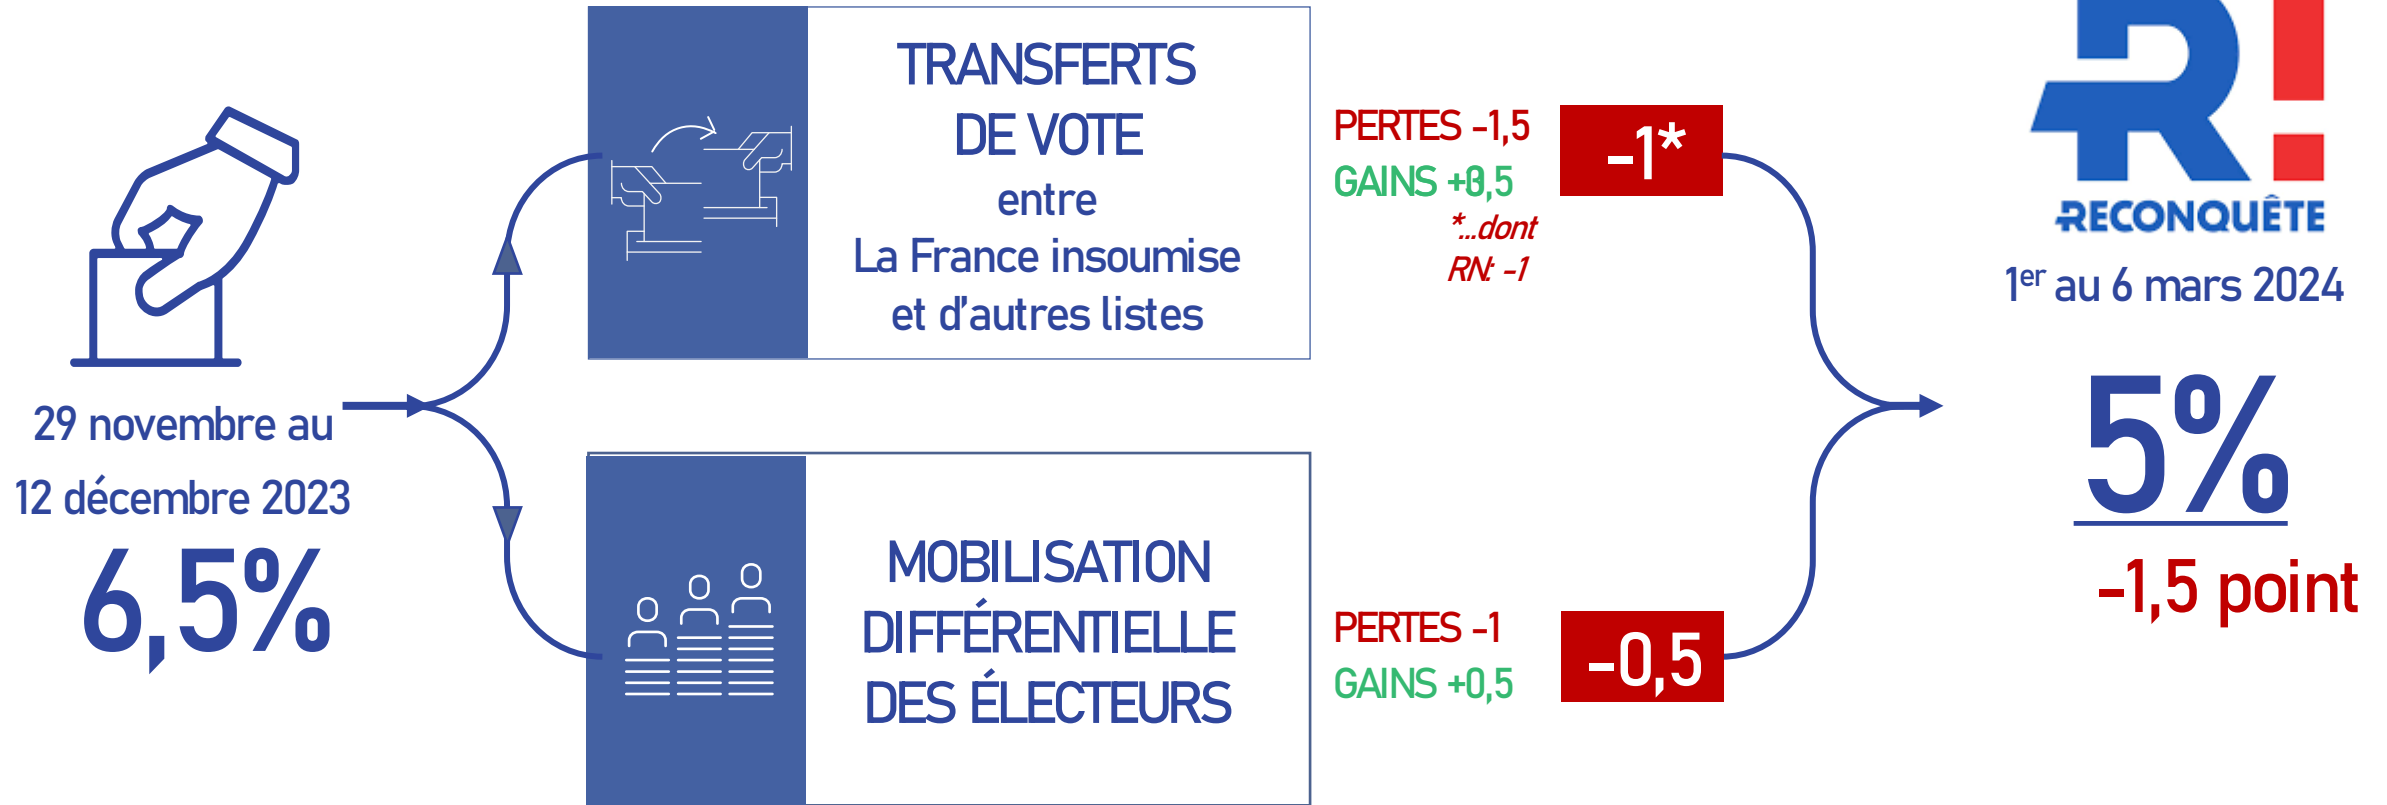 29 novembre au
12 décembre 2023
6,5%
TRANSFERTS
DE VOTE
entre
La France insoumise
et d'autres listes
PERTES -1,5
GAINS
-1*
*...dont
RN: -1
MOBILISATION
DIFFÉRENTIELLE
DES ÉLECTEURS
PERTES -1
GAINS +0,5
-0,5
R!
RECONQUÊTE
1er au 6 mars 2024
5%
-1,5 point